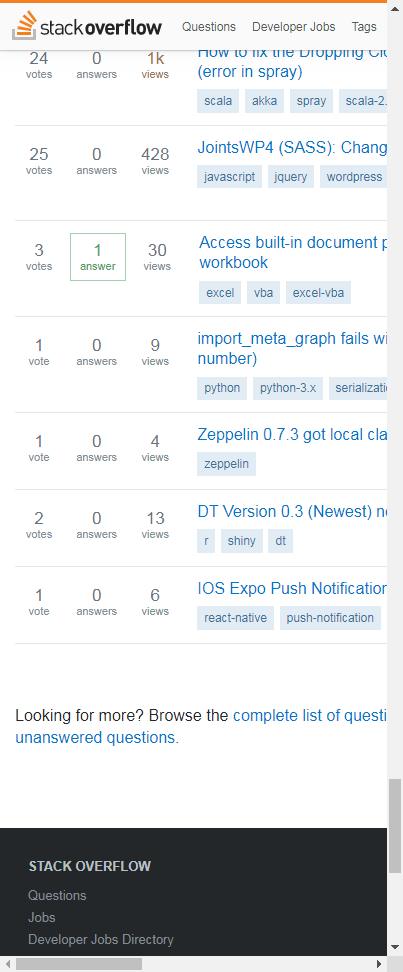 stackoverflow Questions Developer Jobs Tags
24 0 1k How to fix the Dropping
votes answers views (error in spray)
scala akka spray scala-2.
25 0 428 JointsWP4 (SASS): Chang
votes answers views javascript jquery wordpress
3 1 30 Access built-in document p
votes answer views workbook
excel vba excel-vba
1 0 9 import_meta_graph fails wi
vote answers views number)
python python-3.x serializati
1 0 4 Zeppelin 0.7.3 got local cla
vote answers views zeppelin
2 0 13 DT Version 0.3 (Newest) n
votes answers views r shiny dt
1 0 6 IOS Expo Push Notification
vote answers views react-native push-notification
Looking for more? Browse the complete list of questi
unanswered questions.
STACK OVERFLOW
Questions
Jobs
Developer Jobs Directory